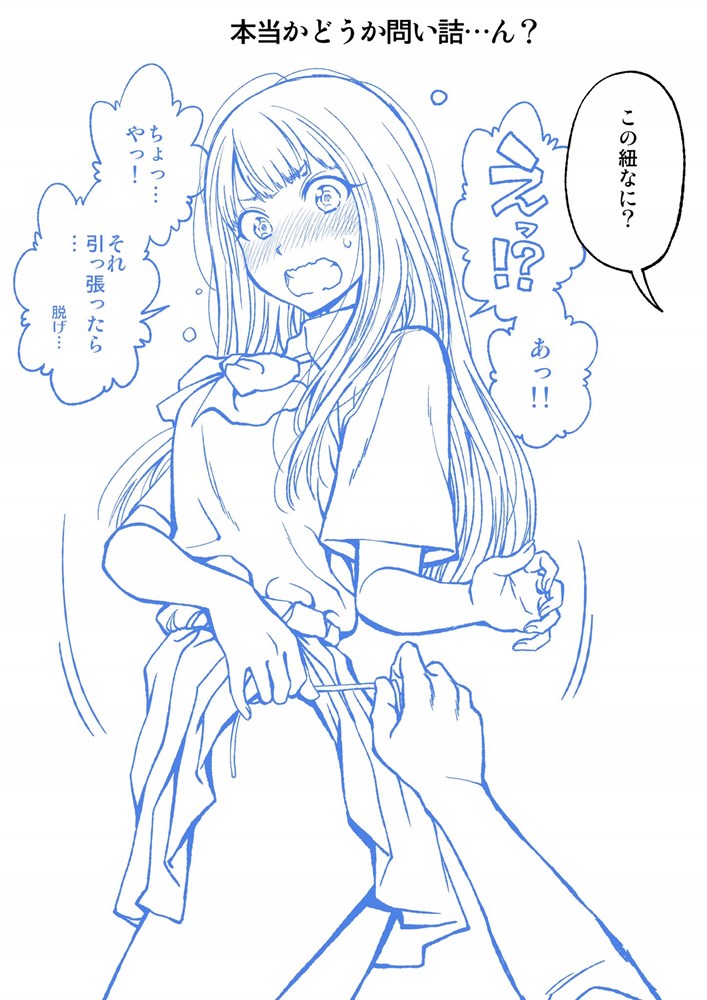 本当かどうか問い詰…ん？
この紐なに？
えっ!?
あっ!!
ちょっ…
やっ！
それ
引っ張ったら
…
脱げ…